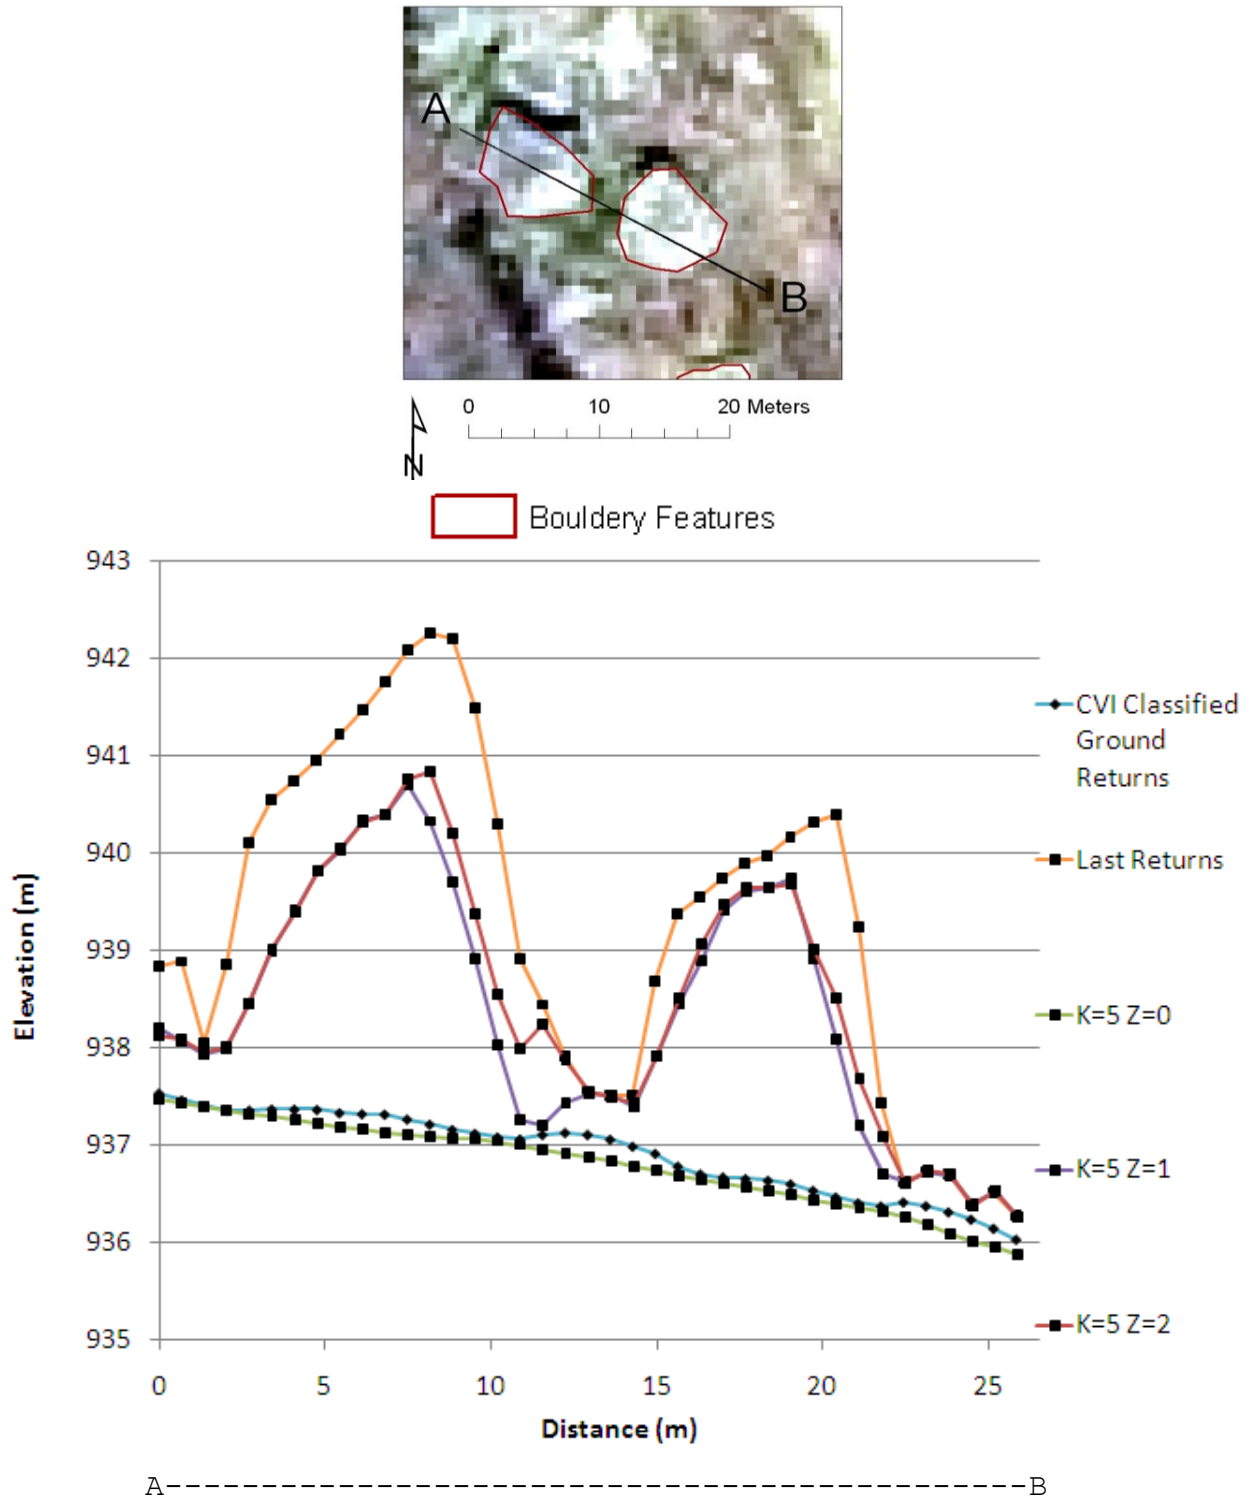 A
B
0 10 20 Meters
N
Bouldery Features
943
942
941
940
939
938
937
936
935
Elevation (m)
0 5 10 15 20 25
Distance (m)
CVI Classified
Ground
Returns
Last Returns
K=5 Z=0
K=5 Z=1
K=5 Z=2
A-------------------------------------------B